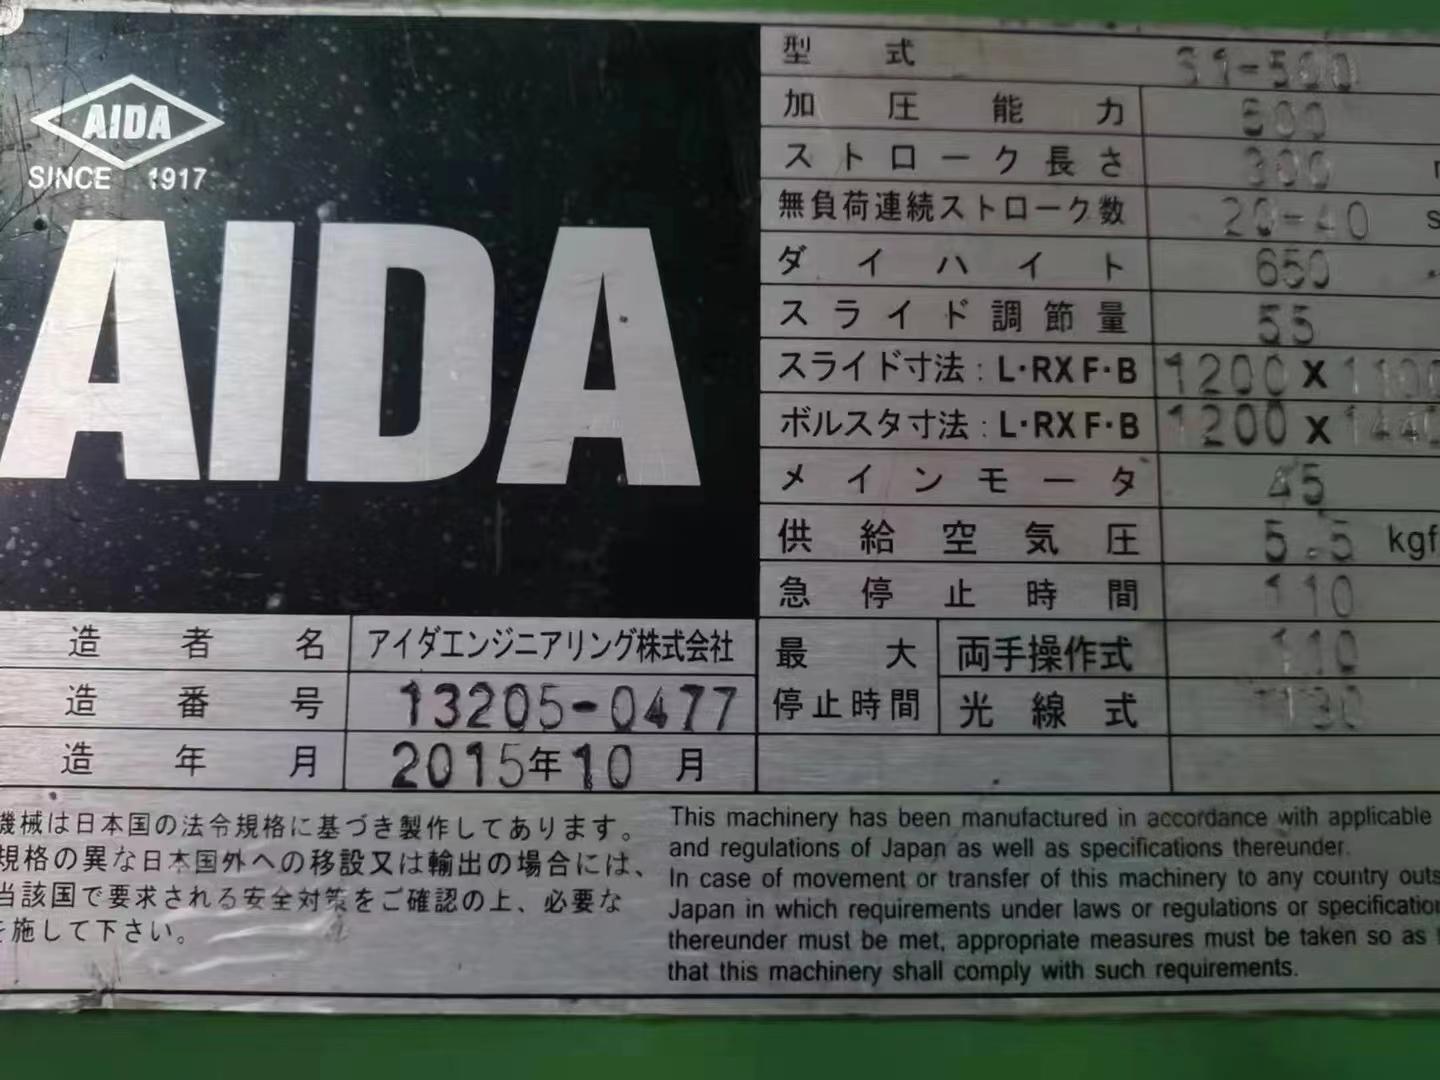 AIDA
SINCE 1917
AIDA
型式 S1-500
加圧能力 500
ストローク長さ 300
無負荷連続ストローク数 20-40 s
ダイハイト 650
スライド調節量 55
スライド寸法: L・R X F・B 1200 X 1100
ボルスタ寸法: L・R X F・B 1200 X 1440
メインモータ 45
供給空気圧 5.5 kgf
急停止時間 110
最大停止時間 両手操作式 110
光線式 130
造者名 アイダエンジニアリング株式会社
造番号 13205-0477
造年月 2015年10月
機械は日本国の法令規格に基づき製作してあります。
規格の異な日本国外への移設又は輸出の場合には、
当該国で要求される安全対策をご確認の上、必要な
施して下さい。
This machinery has been manufactured in accordance with applicable
and regulations of Japan as well as specifications thereunder.
In case of movement or transfer of this machinery to any country outs
Japan in which requirements under laws or regulations or specification
thereunder must be met, appropriate measures must be taken so as
that this machinery shall comply with such requirements.